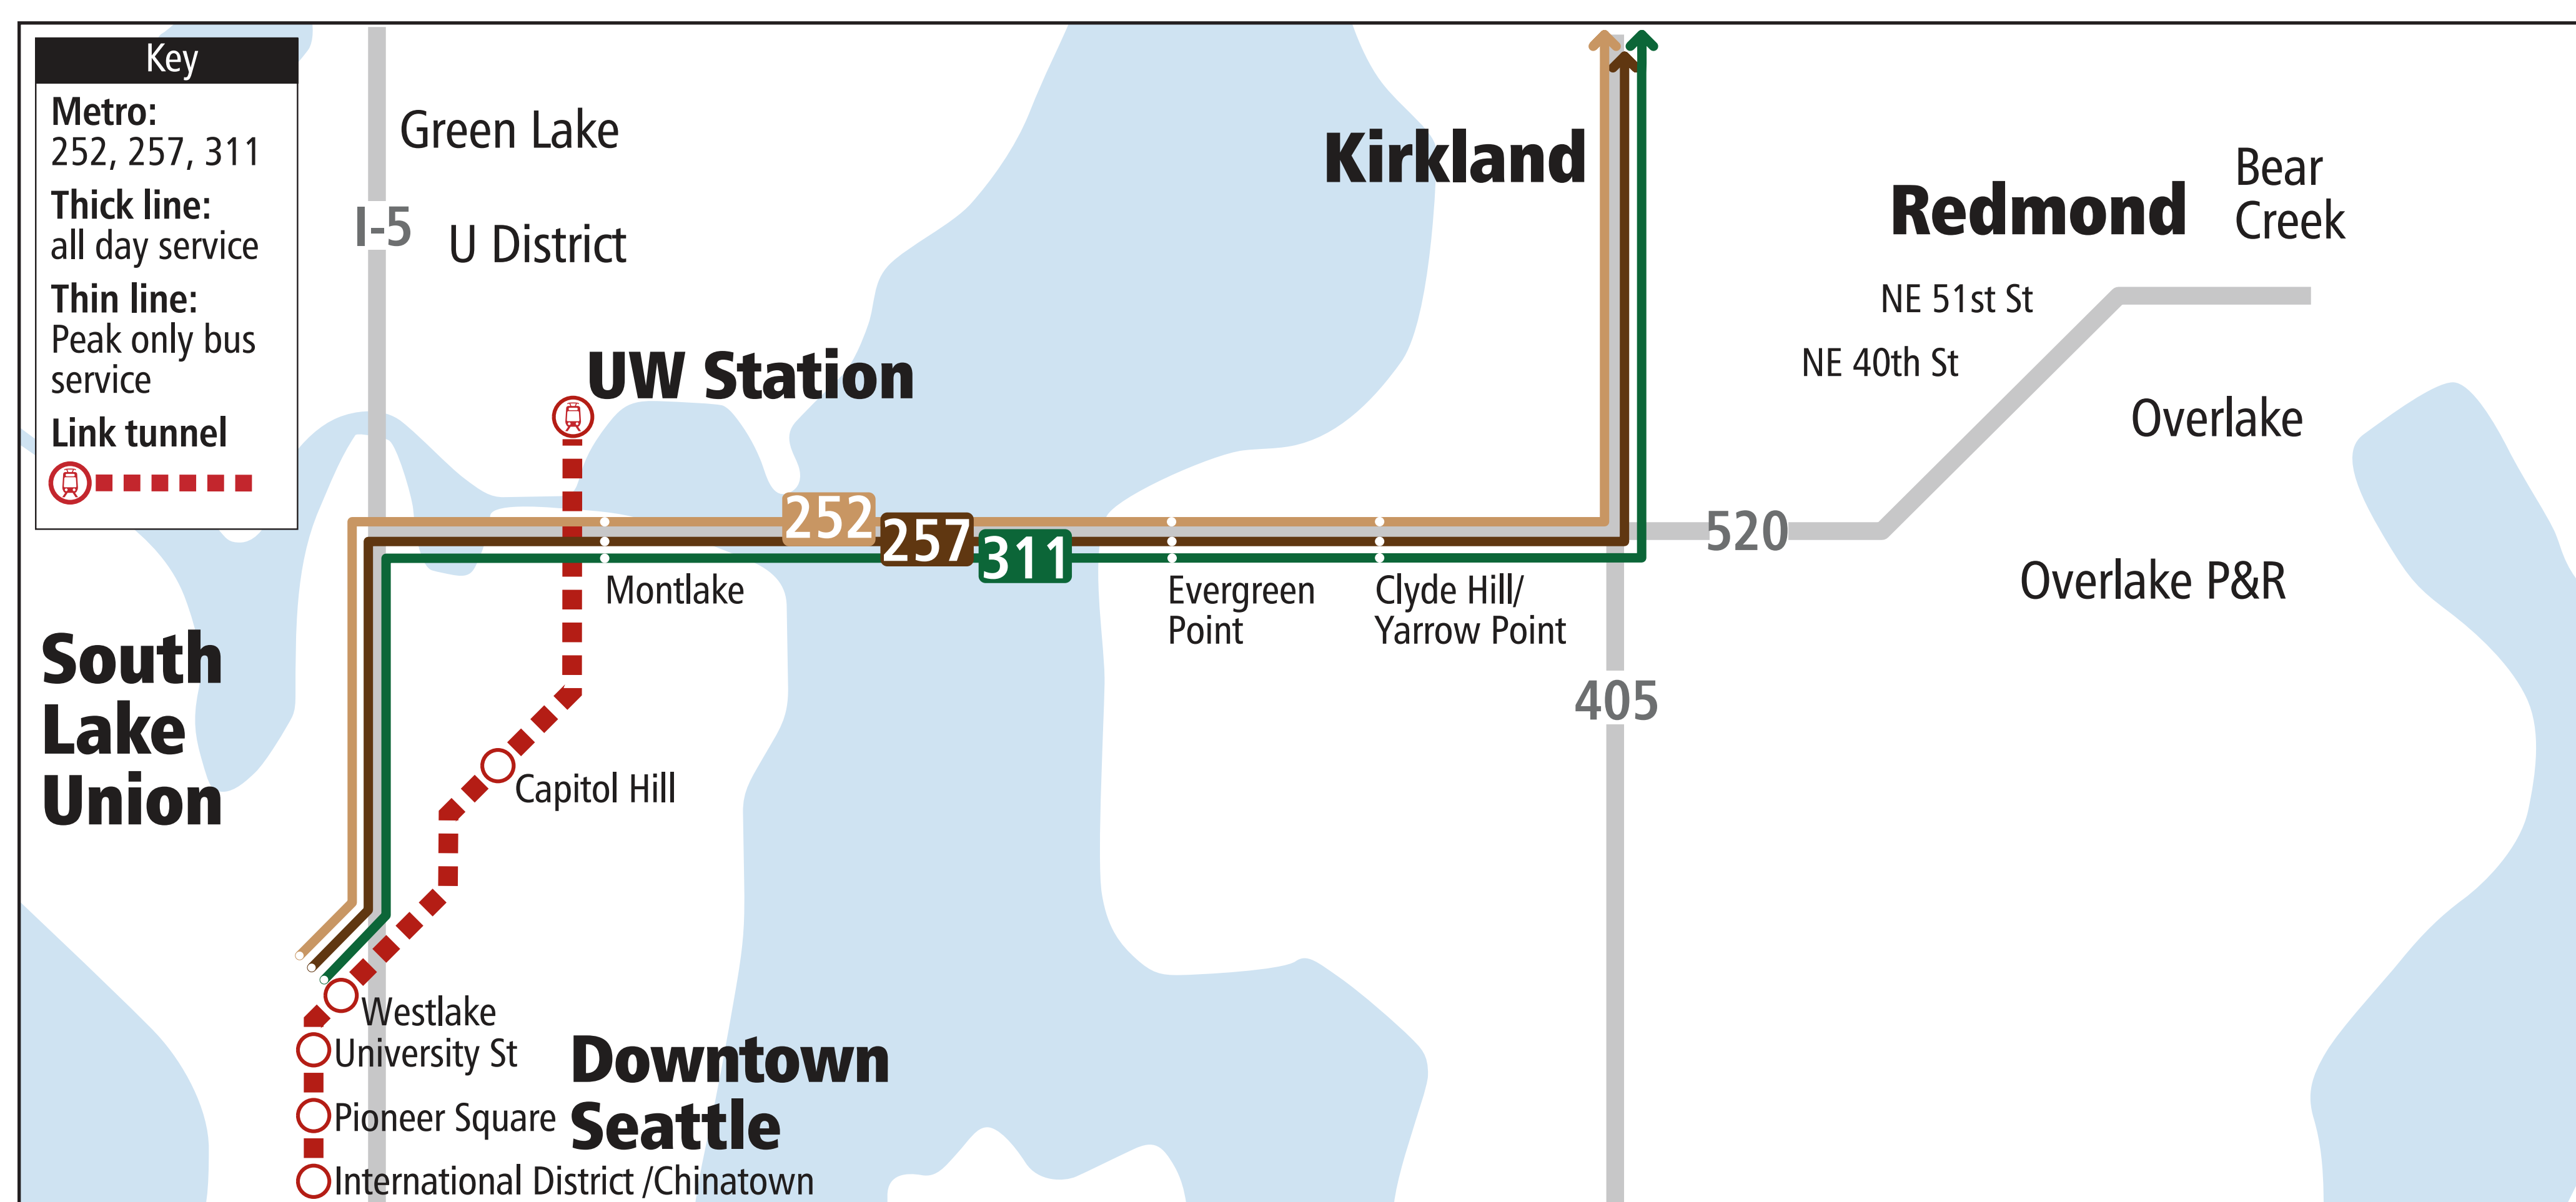 Key
Metro:
252, 257, 311
Thick line:
all day service
Thin line:
Peak only bus
service
Link tunnel
Green Lake
I-5
U District
UW Station
Kirkland
Redmond
Bear
Creek
NE 51st St
NE 40th St
Overlake
520
Overlake P&R
252
257
311
Montlake
Evergreen
Point
Clyde Hill/
Yarrow Point
405
South
Lake
Union
Capitol Hill
Westlake
University St
Pioneer Square
International District /Chinatown
Downtown
Seattle